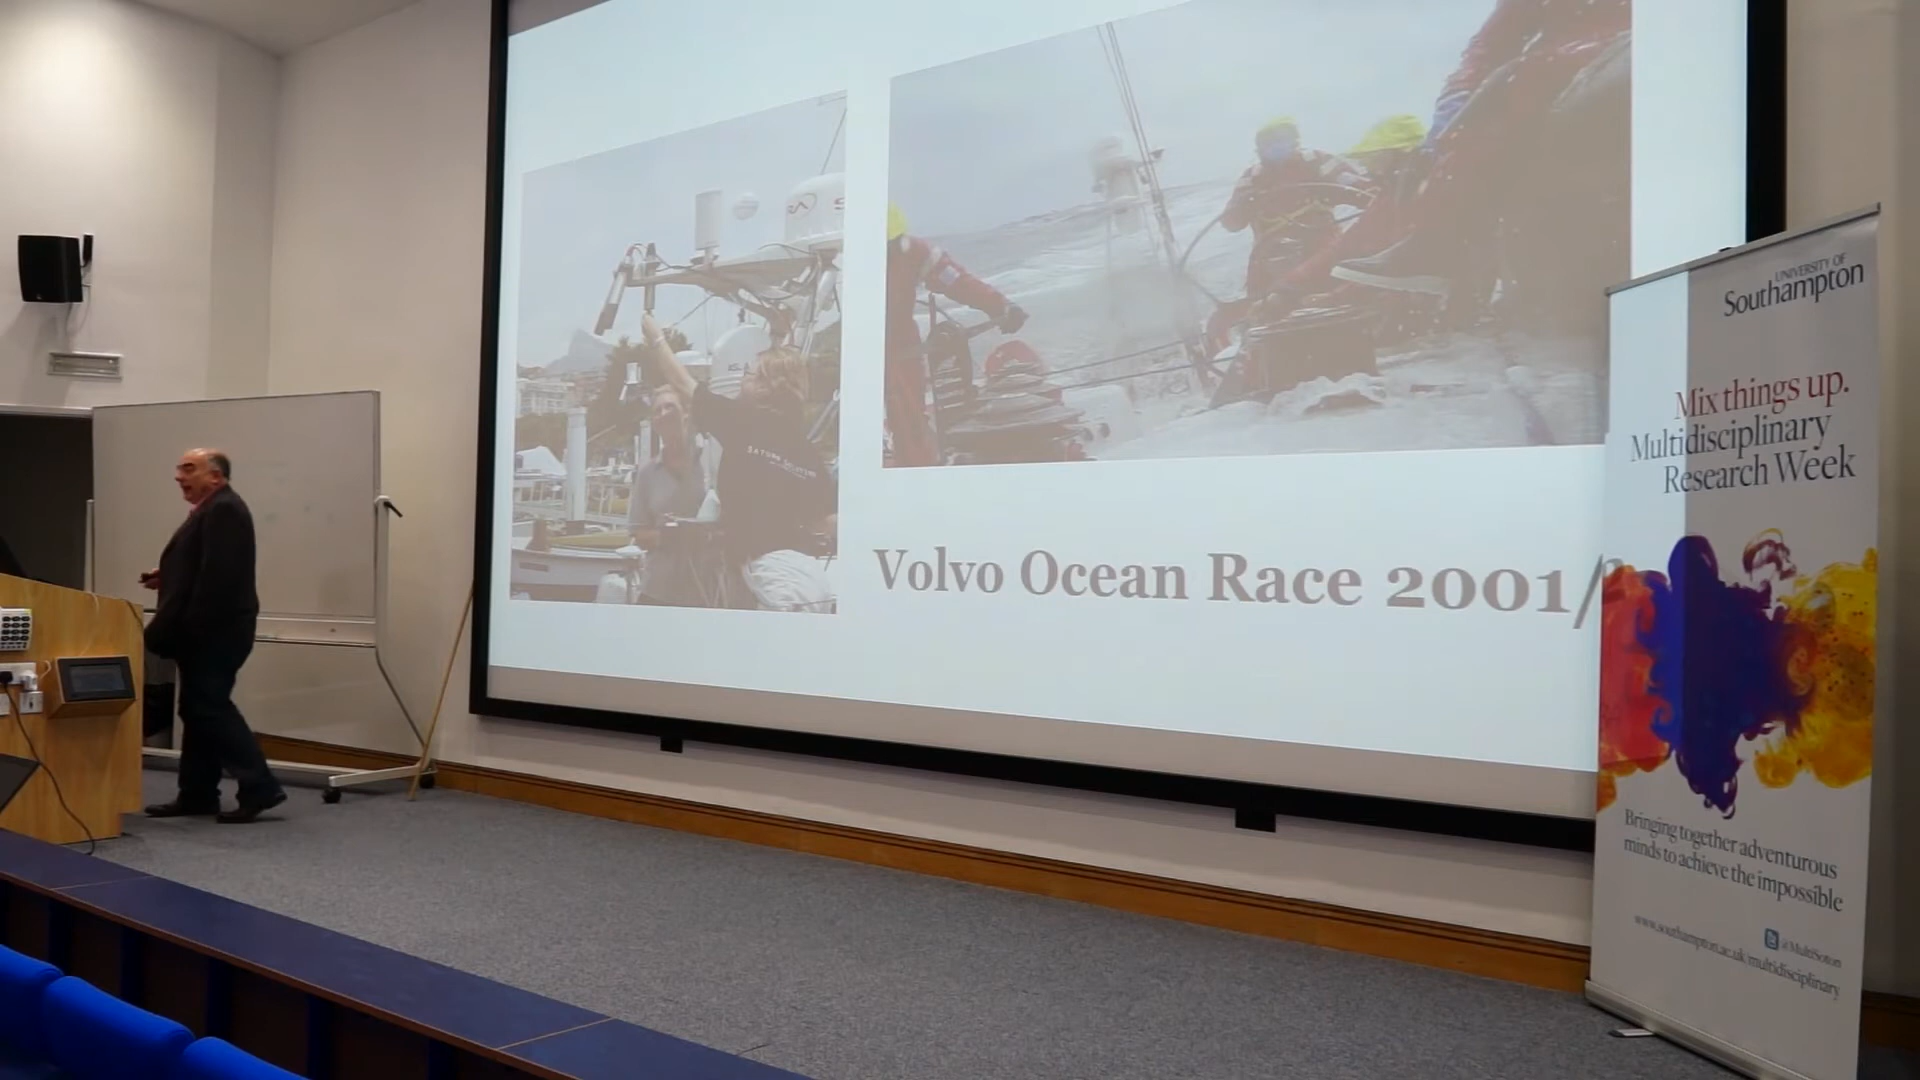 Volvo Ocean Race 2001/
UNIVERSITY OF
Southampton
Mix things up.
Multidisciplinary
Research Week
Bringing together adventurous
minds to achieve the impossible
@MultiSoton
www.southampton.ac.uk/multidisciplinary